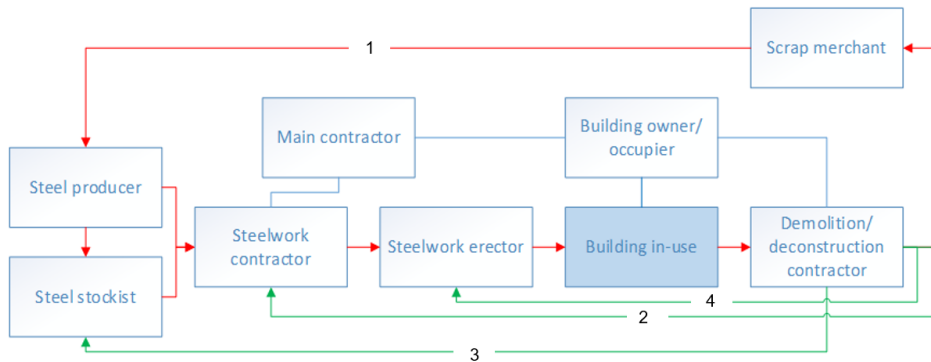 1
Scrap merchant
Main contractor
Building owner/
occupier
Steel producer
Steelwork
contractor
Steelwork erector
Building in-use
Demolition/
deconstruction
contractor
Steel stockist
4
2
3